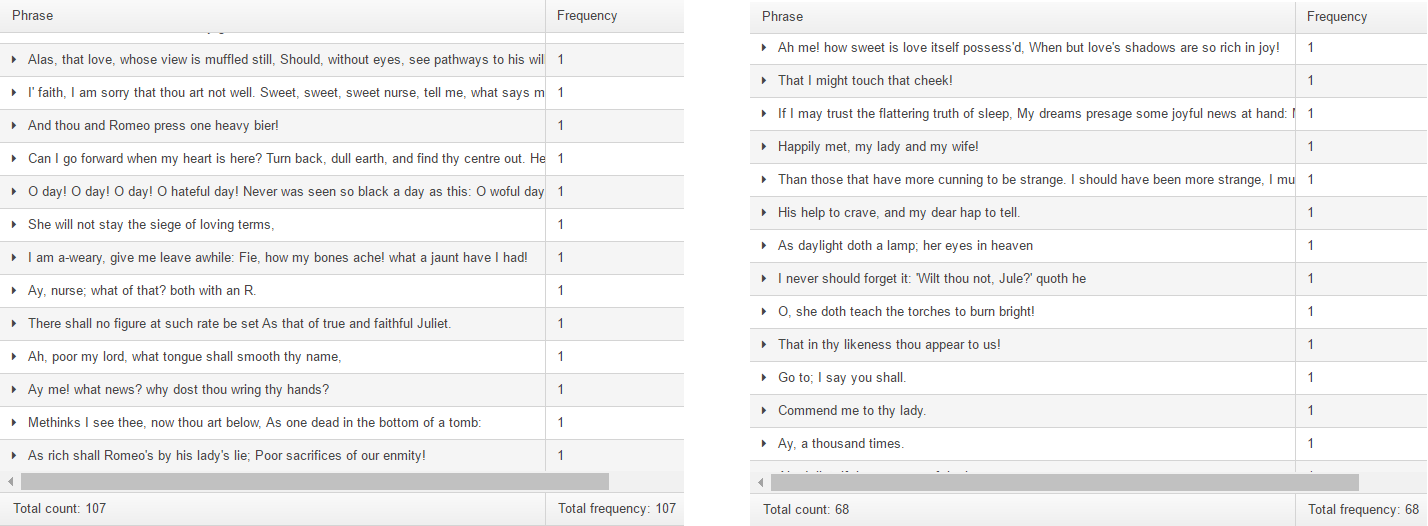 Phrase Frequency
Alas, that love, whose view is muffled still, Should, without eyes, see pathways to his wil 1
I' faith, I am sorry that thou art not well. Sweet, sweet, sweet nurse, tell me, what says m 1
And thou and Romeo press one heavy bier! 1
Can I go forward when my heart is here? Turn back, dull earth, and find thy centre out. He 1
O day! O day! O day! O hateful day! Never was seen so black a day as this: O woful day 1
She will not stay the siege of loving terms, 1
I am a-weary, give me leave awhile: Fie, how my bones ache! what a jaunt have I had! 1
Ay, nurse; what of that? both with an R. 1
There shall no figure at such rate be set As that of true and faithful Juliet. 1
Ah, poor my lord, what tongue shall smooth thy name, 1
Ay me! what news? why dost thou wring thy hands? 1
Methinks I see thee, now thou art below, As one dead in the bottom of a tomb: 1
As rich shall Romeo's by his lady's lie; Poor sacrifices of our enmity! 1
Total count: 107 Total frequency: 107
Phrase Frequency
Ah me! how sweet is love itself possess'd, When but love's shadows are so rich in joy! 1
That I might touch that cheek! 1
If I may trust the flattering truth of sleep, My dreams presage some joyful news at hand: 1
Happily met, my lady and my wife! 1
Than those that have more cunning to be strange. I should have been more strange, I mu 1
His help to crave, and my dear hap to tell. 1
As daylight doth a lamp; her eyes in heaven 1
I never should forget it: 'Wilt thou not, Jule?' quoth he 1
O, she doth teach the torches to burn bright! 1
That in thy likeness thou appear to us! 1
Go to; I say you shall. 1
Commend me to thy lady. 1
Ay, a thousand times. 1
Total count: 68 Total frequency: 68